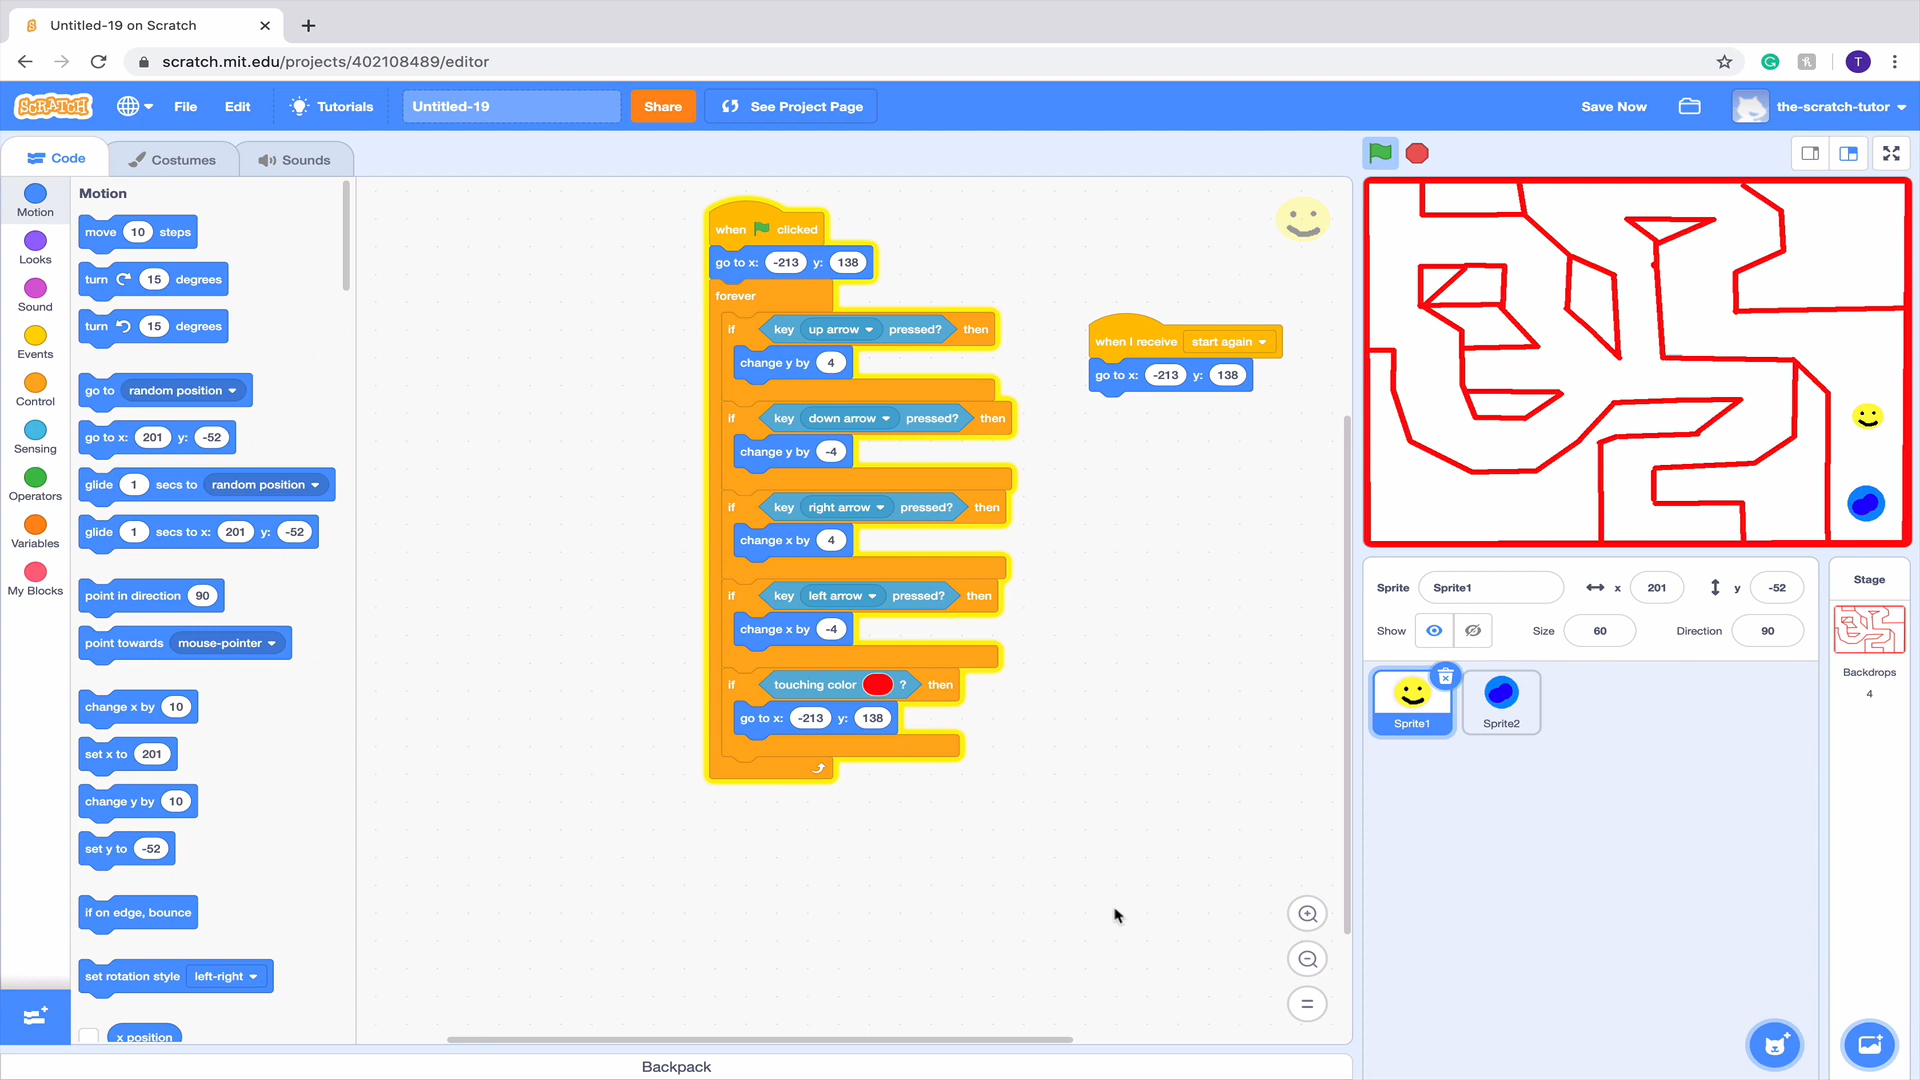 Untitled-19 on Scratch
scratch.mit.edu/projects/402108489/editor
T
SCRATCH
File
Edit
Tutorials
Untitled-19
Share
See Project Page
Save Now
the-scratch-tutor
Code
Costumes
Sounds
Motion
Looks
Sound
Events
Control
Sensing
Operators
Variables
My Blocks
Motion
move 10 steps
turn 15 degrees
turn 15 degrees
go to random position
go to x: 201 y: -52
glide 1 secs to random position
glide 1 secs to x: 201 y: -52
point in direction 90
point towards mouse-pointer
change x by 10
set x to 201
change y by 10
set y to -52
if on edge, bounce
set rotation style left-right
x position
when clicked
go to x: -213 y: 138
forever
if key up arrow pressed? then
change y by 4
if key down arrow pressed? then
change y by -4
if key right arrow pressed? then
change x by 4
if key left arrow pressed? then
change x by -4
if touching color ? then
go to x: -213 y: 138
when I receive start again
go to x: -213 y: 138
Backpack
Sprite Sprite1 x 201 y -52
Show Size 60 Direction 90
Sprite1
Sprite2
Stage
Backdrops
4